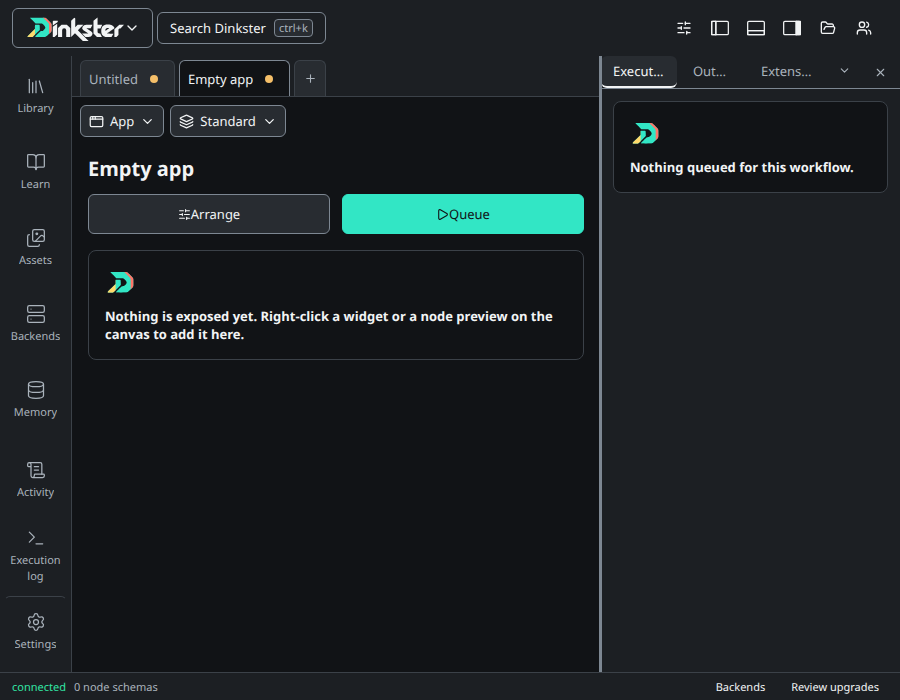 Dinkster
Search Dinkster ctrl+k
Library
Learn
Assets
Backends
Memory
Activity
Execution
log
Settings
Untitled
Empty app
App
Standard
Empty app
Arrange
Queue
Nothing is exposed yet. Right-click a widget or a node preview on the
canvas to add it here.
Execut...
Out...
Extens...
Nothing queued for this workflow.
connected 0 node schemas
Backends
Review upgrades